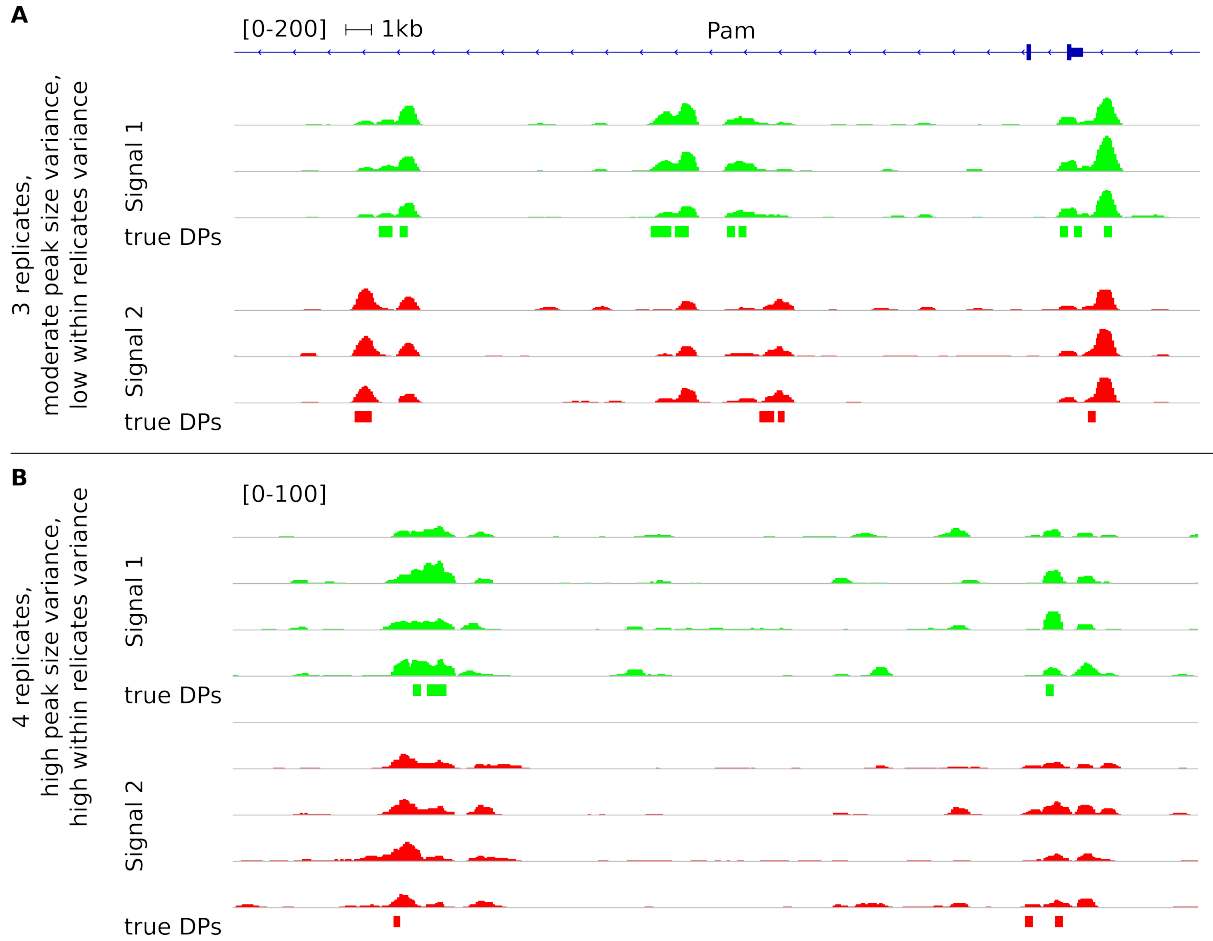 A
[0-200] 1kb
Pam
3 replicates,
moderate peak size variance,
low within relicates variance
Signal 1
true DPs
Signal 2
true DPs
B
[0-100]
4 replicates,
high peak size variance,
high within relicates variance
Signal 1
true DPs
Signal 2
true DPs